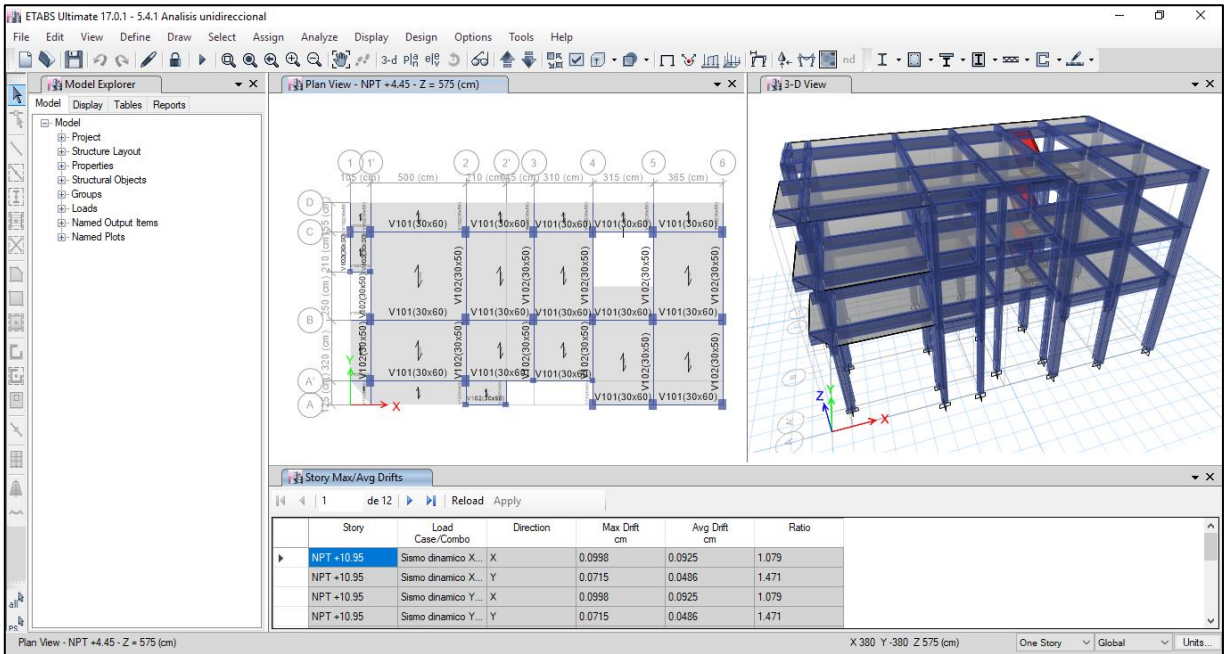 ETABS Ultimate 17.0.1 - 5.4.1 Analisis unidireccional
File Edit View Define Draw Select Assign Analyze Display Design Options Tools Help
3-d
nd
Model Explorer
Model Display Tables Reports
Model
Project
Structure Layout
Properties
Structural Objects
Groups
Loads
Named Output Items
Named Plots
all
Plan View - NPT +4.45 - Z = 575 (cm)
1 1' 2 2' 3 4 5 6
500 (cm) 310 (cm) 315 (cm) 365 (cm)
D
C
V101(30x60) V101(30x60) V101(30x60) V101(30x60) V101(30x60)
V102(30x50) V102(30x50) V102(30x50) V102(30x50) V102(30x50)
B
V101(30x60) V101(30x60) V101(30x60) V101(30x60) V101(30x60) V101(30x60)
V102(30x50) V102(30x50) V102(30x50) V102(30x50) V102(30x50)
320 (cm)
Y
A'
V101(30x60) V101(30x60) V101(30x60)
A
X
V101(30x60) V101(30x60)
3-D View
Z
Y
X
Story Max/Avg Drifts
1 de 12 Reload Apply
Story Load Case/Combo Direction Max Drift cm Avg Drift cm Ratio
NPT +10.95 Sismo dinamico X... X 0.0998 0.0925 1.079
NPT +10.95 Sismo dinamico X... Y 0.0715 0.0486 1.471
NPT +10.95 Sismo dinamico Y... X 0.0998 0.0925 1.079
NPT +10.95 Sismo dinamico Y... Y 0.0715 0.0486 1.471
Plan View - NPT +4.45 - Z = 575 (cm) X 380 Y -380 Z 575 (cm) One Story Global Units...